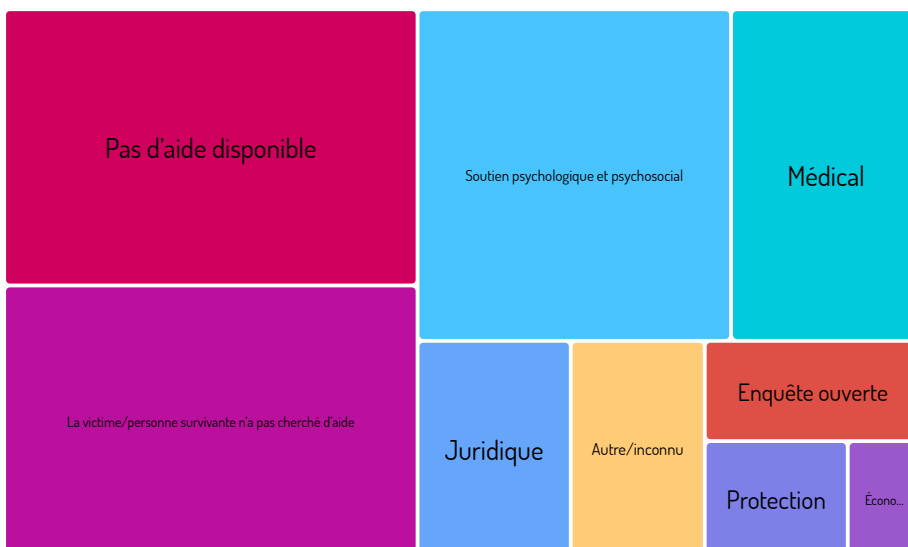 Pas d'aide disponible
Soutien psychologique et psychosocial
Médical
La victime/personne survivante n'a pas cherché d'aide
Juridique
Autre/inconnu
Enquête ouverte
Protection
Écono...